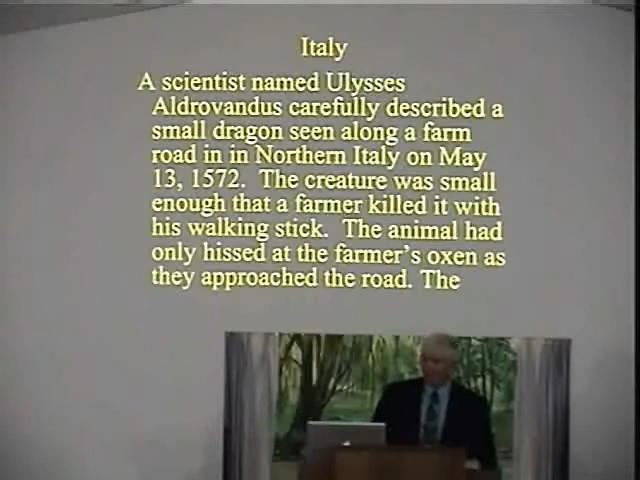 Italy
A scientist named Ulysses
Aldrovandus carefully described a
small dragon seen along a farm
road in in Northern Italy on May
13, 1572. The creature was small
enough that a farmer killed it with
his walking stick. The animal had
only hissed at the farmer's oxen as
they approached the road. The